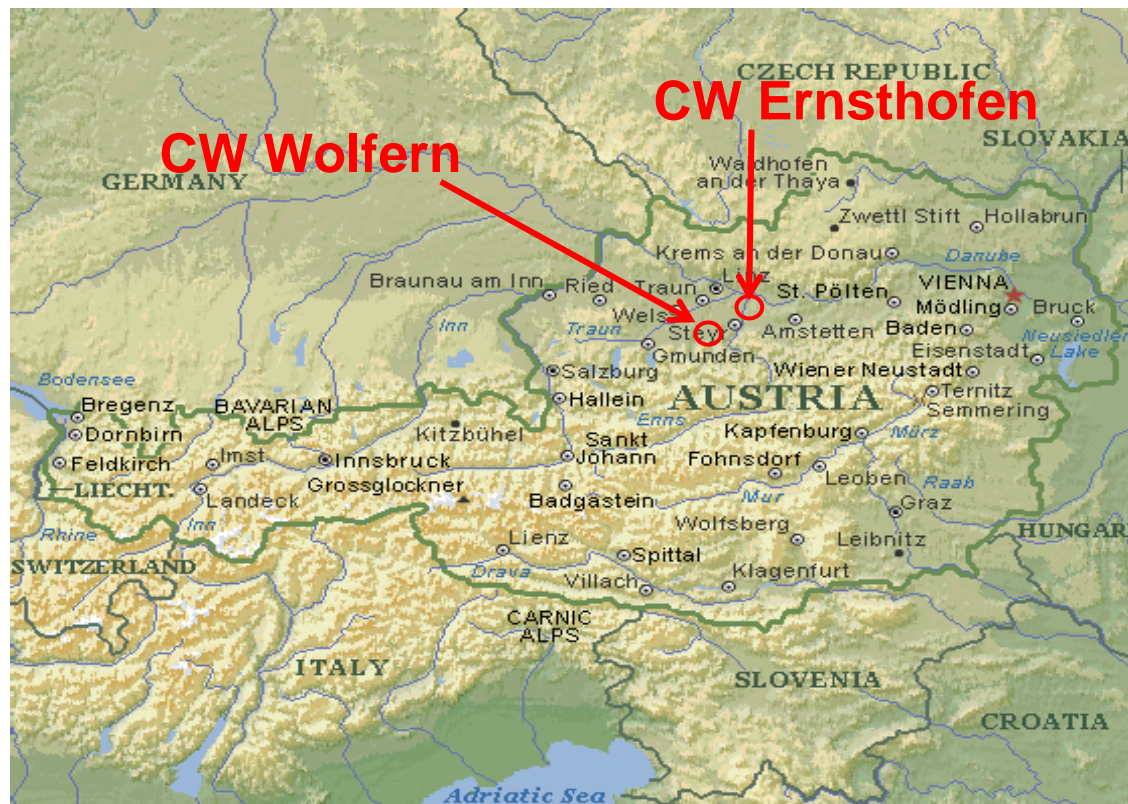 CZECH REPUBLIC
CW Ernsthofen
SLOVAKIA
CW Wolfern
Waidhofen
an der Thaya
GERMANY
Zwettl Stift
Hollabrun
Krems an der Donau
Danube
Braunau am Inn
Ried
Traun
Linz
St. Pölten
VIENNA
Mödling
Bruck
Wels
Inn
Traun
Steyr
Amstetten
Baden
Neusiedler
Lake
Gmunden
Eisenstadt
Salzburg
Wiener Neustadt
Bodensee
Hallein
AUSTRIA
Ternitz
Semmering
Bregenz
BAVARIAN
ALPS
Enns
Dornbirn
Kitzbühel
Sankt
Johann
Kapfenburg
Mürz
Feldkirch
Imst
Innsbruck
Fohnsdorf
Leoben
LIECHT.
Landeck
Grossglockner
Badgastein
Mur
Raab
Graz
Rhine
Inn
Wolfsberg
Leibnitz
HUNGAR
Lienz
Spittal
SWITZERLAND
Drava
Villach
Klagenfurt
CARNIC
ALPS
ITALY
SLOVENIA
CROATIA
Adriatic Sea